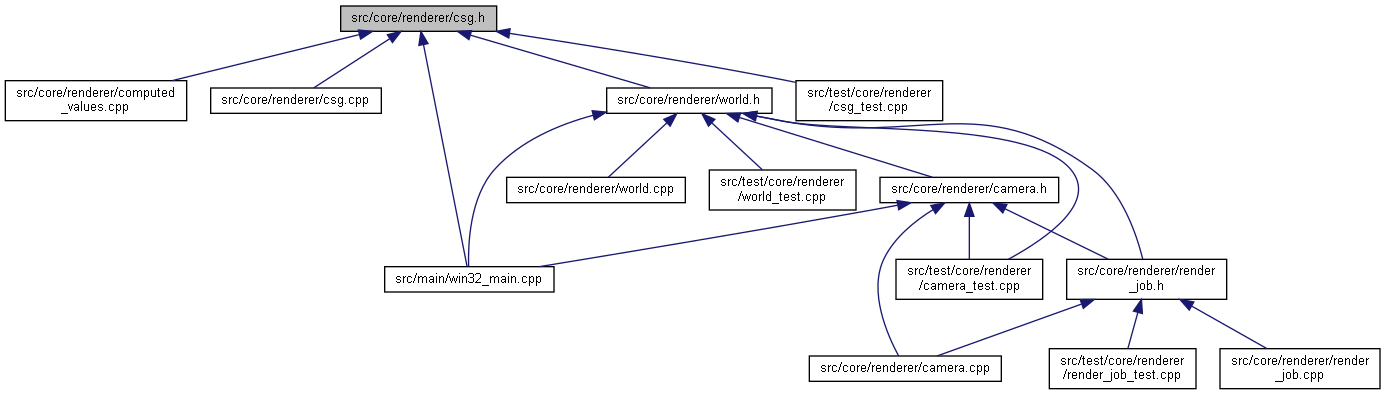 src/core/renderer/csg.h
src/core/renderer/computed
_values.cpp
src/core/renderer/csg.cpp
src/core/renderer/world.h
src/test/core/renderer
/csg_test.cpp
src/core/renderer/world.cpp
src/test/core/renderer
/world_test.cpp
src/core/renderer/camera.h
src/main/win32_main.cpp
src/test/core/renderer
/camera_test.cpp
src/core/renderer/render
_job.h
src/core/renderer/camera.cpp
src/test/core/renderer
/render_job_test.cpp
src/core/renderer/render
_job.cpp